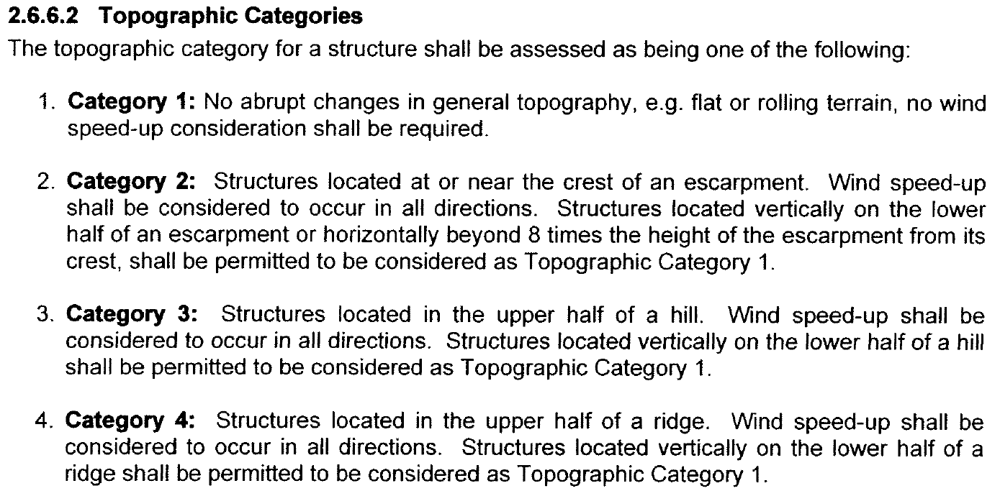 2.6.6.2 Topographic Categories
The topographic category for a structure shall be assessed as being one of the following:
1. Category 1: No abrupt changes in general topography, e.g. flat or rolling terrain, no wind
speed-up consideration shall be required.
2. Category 2: Structures located at or near the crest of an escarpment. Wind speed-up
shall be considered to occur in all directions. Structures located vertically on the lower
half of an escarpment or horizontally beyond 8 times the height of the escarpment from its
crest, shall be permitted to be considered as Topographic Category 1.
3. Category 3: Structures located in the upper half of a hill. Wind speed-up shall be
considered to occur in all directions. Structures located vertically on the lower half of a hill
shall be permitted to be considered as Topographic Category 1.
4. Category 4: Structures located in the upper half of a ridge. Wind speed-up shall be
considered to occur in all directions. Structures located vertically on the lower half of a
ridge shall be permitted to be considered as Topographic Category 1.